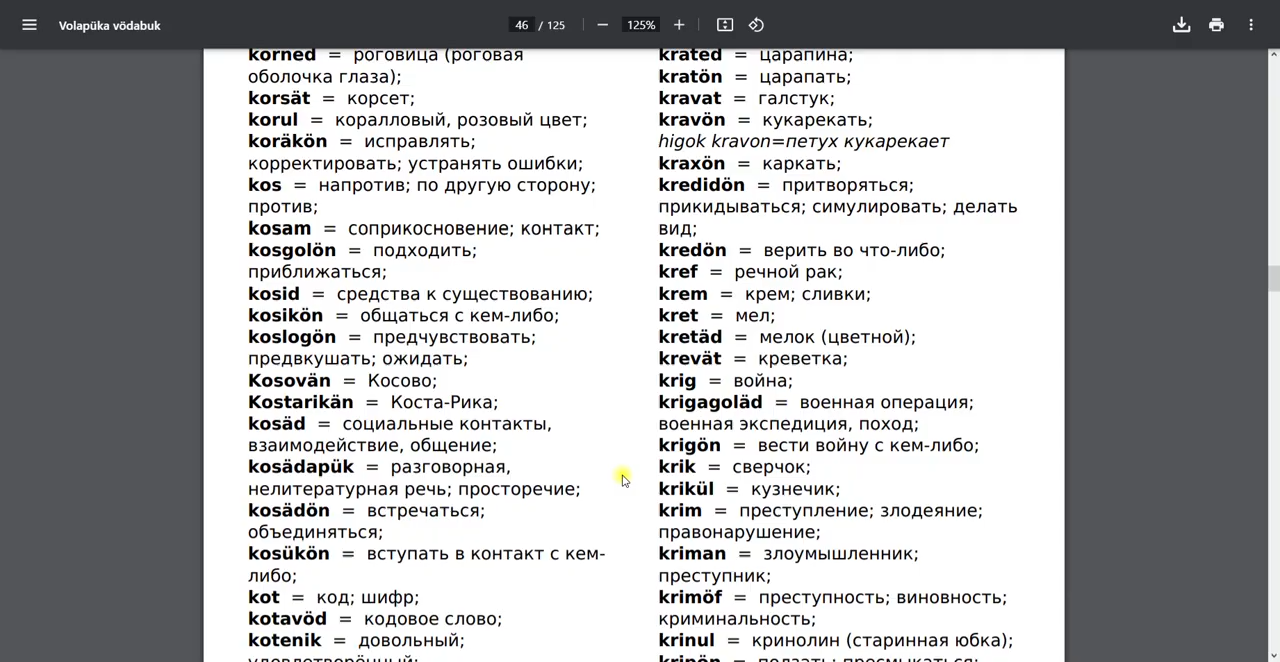 Volapüka vödabuk
46 / 125
125%
korned = роговица (роговая
оболочка глаза);
korsät = корсет;
korul = коралловый, розовый цвет;
koräkön = исправлять;
корректировать; устранять ошибки;
kos = напротив; по другую сторону;
против;
kosam = соприкосновение; контакт;
kosgolön = подходить;
приближаться;
kosid = средства к существованию;
kosikön = общаться с кем-либо;
koslogön = предчувствовать;
предвкушать; ожидать;
Kosovän = Косово;
Kostarikän = Коста-Рика;
kosäd = социальные контакты,
взаимодействие, общение;
kosädapük = разговорная,
нелитературная речь; просторечие;
kosädön = встречаться;
объединяться;
kosükön = вступать в контакт с кем-
либо;
kot = код; шифр;
kotavöd = кодовое слово;
kotenik = довольный;
удовлетворённый;
krated = царапина;
kratön = царапать;
kravat = галстук;
kravön = кукарекать;
higok kravon=петух кукарекает
kraxön = каркать;
kredidön = притворяться;
прикидываться; симулировать; делать
вид;
kredön = верить во что-либо;
kref = речной рак;
krem = крем; сливки;
kret = мел;
kretäd = мелок (цветной);
krevät = креветка;
krig = война;
krigagoläd = военная операция;
военная экспедиция, поход;
krigön = вести войну с кем-либо;
krik = сверчок;
krikül = кузнечик;
krim = преступление; злодеяние;
правонарушение;
kriman = злоумышленник;
преступник;
krimöf = преступность; виновность;
криминальность;
krinul = кринолин (старинная юбка);
kripön = ползать; пресмыкаться;